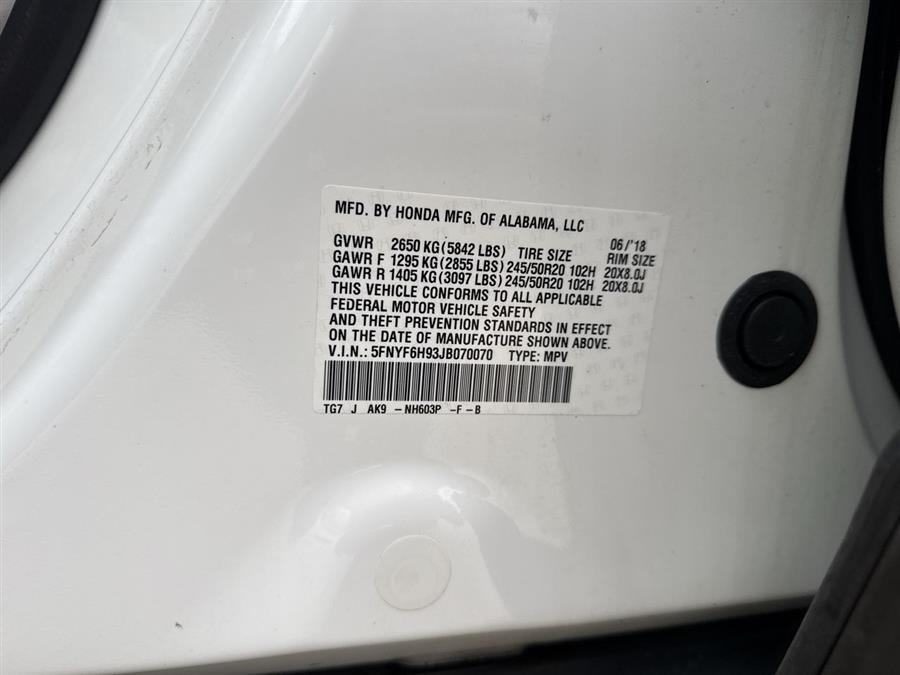 MFD. BY HONDA MFG. OF ALABAMA, LLC
GVWR 2650 KG(5842 LBS) TIRE SIZE 06/'18 RIM SIZE
GAWR F 1295 KG(2855 LBS) 245/50R20 102H 20X8.0J
GAWR R 1405 KG(3097 LBS) 245/50R20 102H 20X8.0J
THIS VEHICLE CONFORMS TO ALL APPLICABLE
FEDERAL MOTOR VEHICLE SAFETY
AND THEFT PREVENTION STANDARDS IN EFFECT
ON THE DATE OF MANUFACTURE SHOWN ABOVE.
V.I.N.: 5FNYF6H93JB070070 TYPE: MPV
TG7 J AK9 -NH603P -F-B